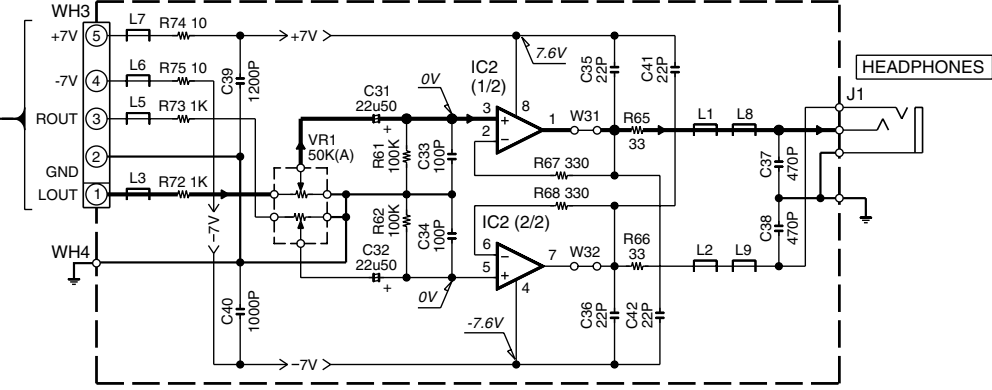 WH3
L7
R74 10
+7V
5
+7V
7.6V
C39
1200P
L6
R75 10
-7V
4
L5
R73 1K
ROUT
3
2
GND
LOUT
1
L3
R72 1K
-7V
WH4
C40
1000P
-7V
VR1
50K(A)
C31
22u50
+
0V
R61
100K
C33
100P
R62
100K
C34
100P
C32
22u50
+
0V
IC2
(1/2)
3
+
2
-
8
1
W31
C35
22P
C41
22P
R65
33
L1
L8
R67 330
R68 330
IC2 (2/2)
6
-
5
+
7
4
-7.6V
W32
R66
33
L2
L9
C36
22P
C42
22P
C37
470P
C38
470P
HEADPHONES
J1